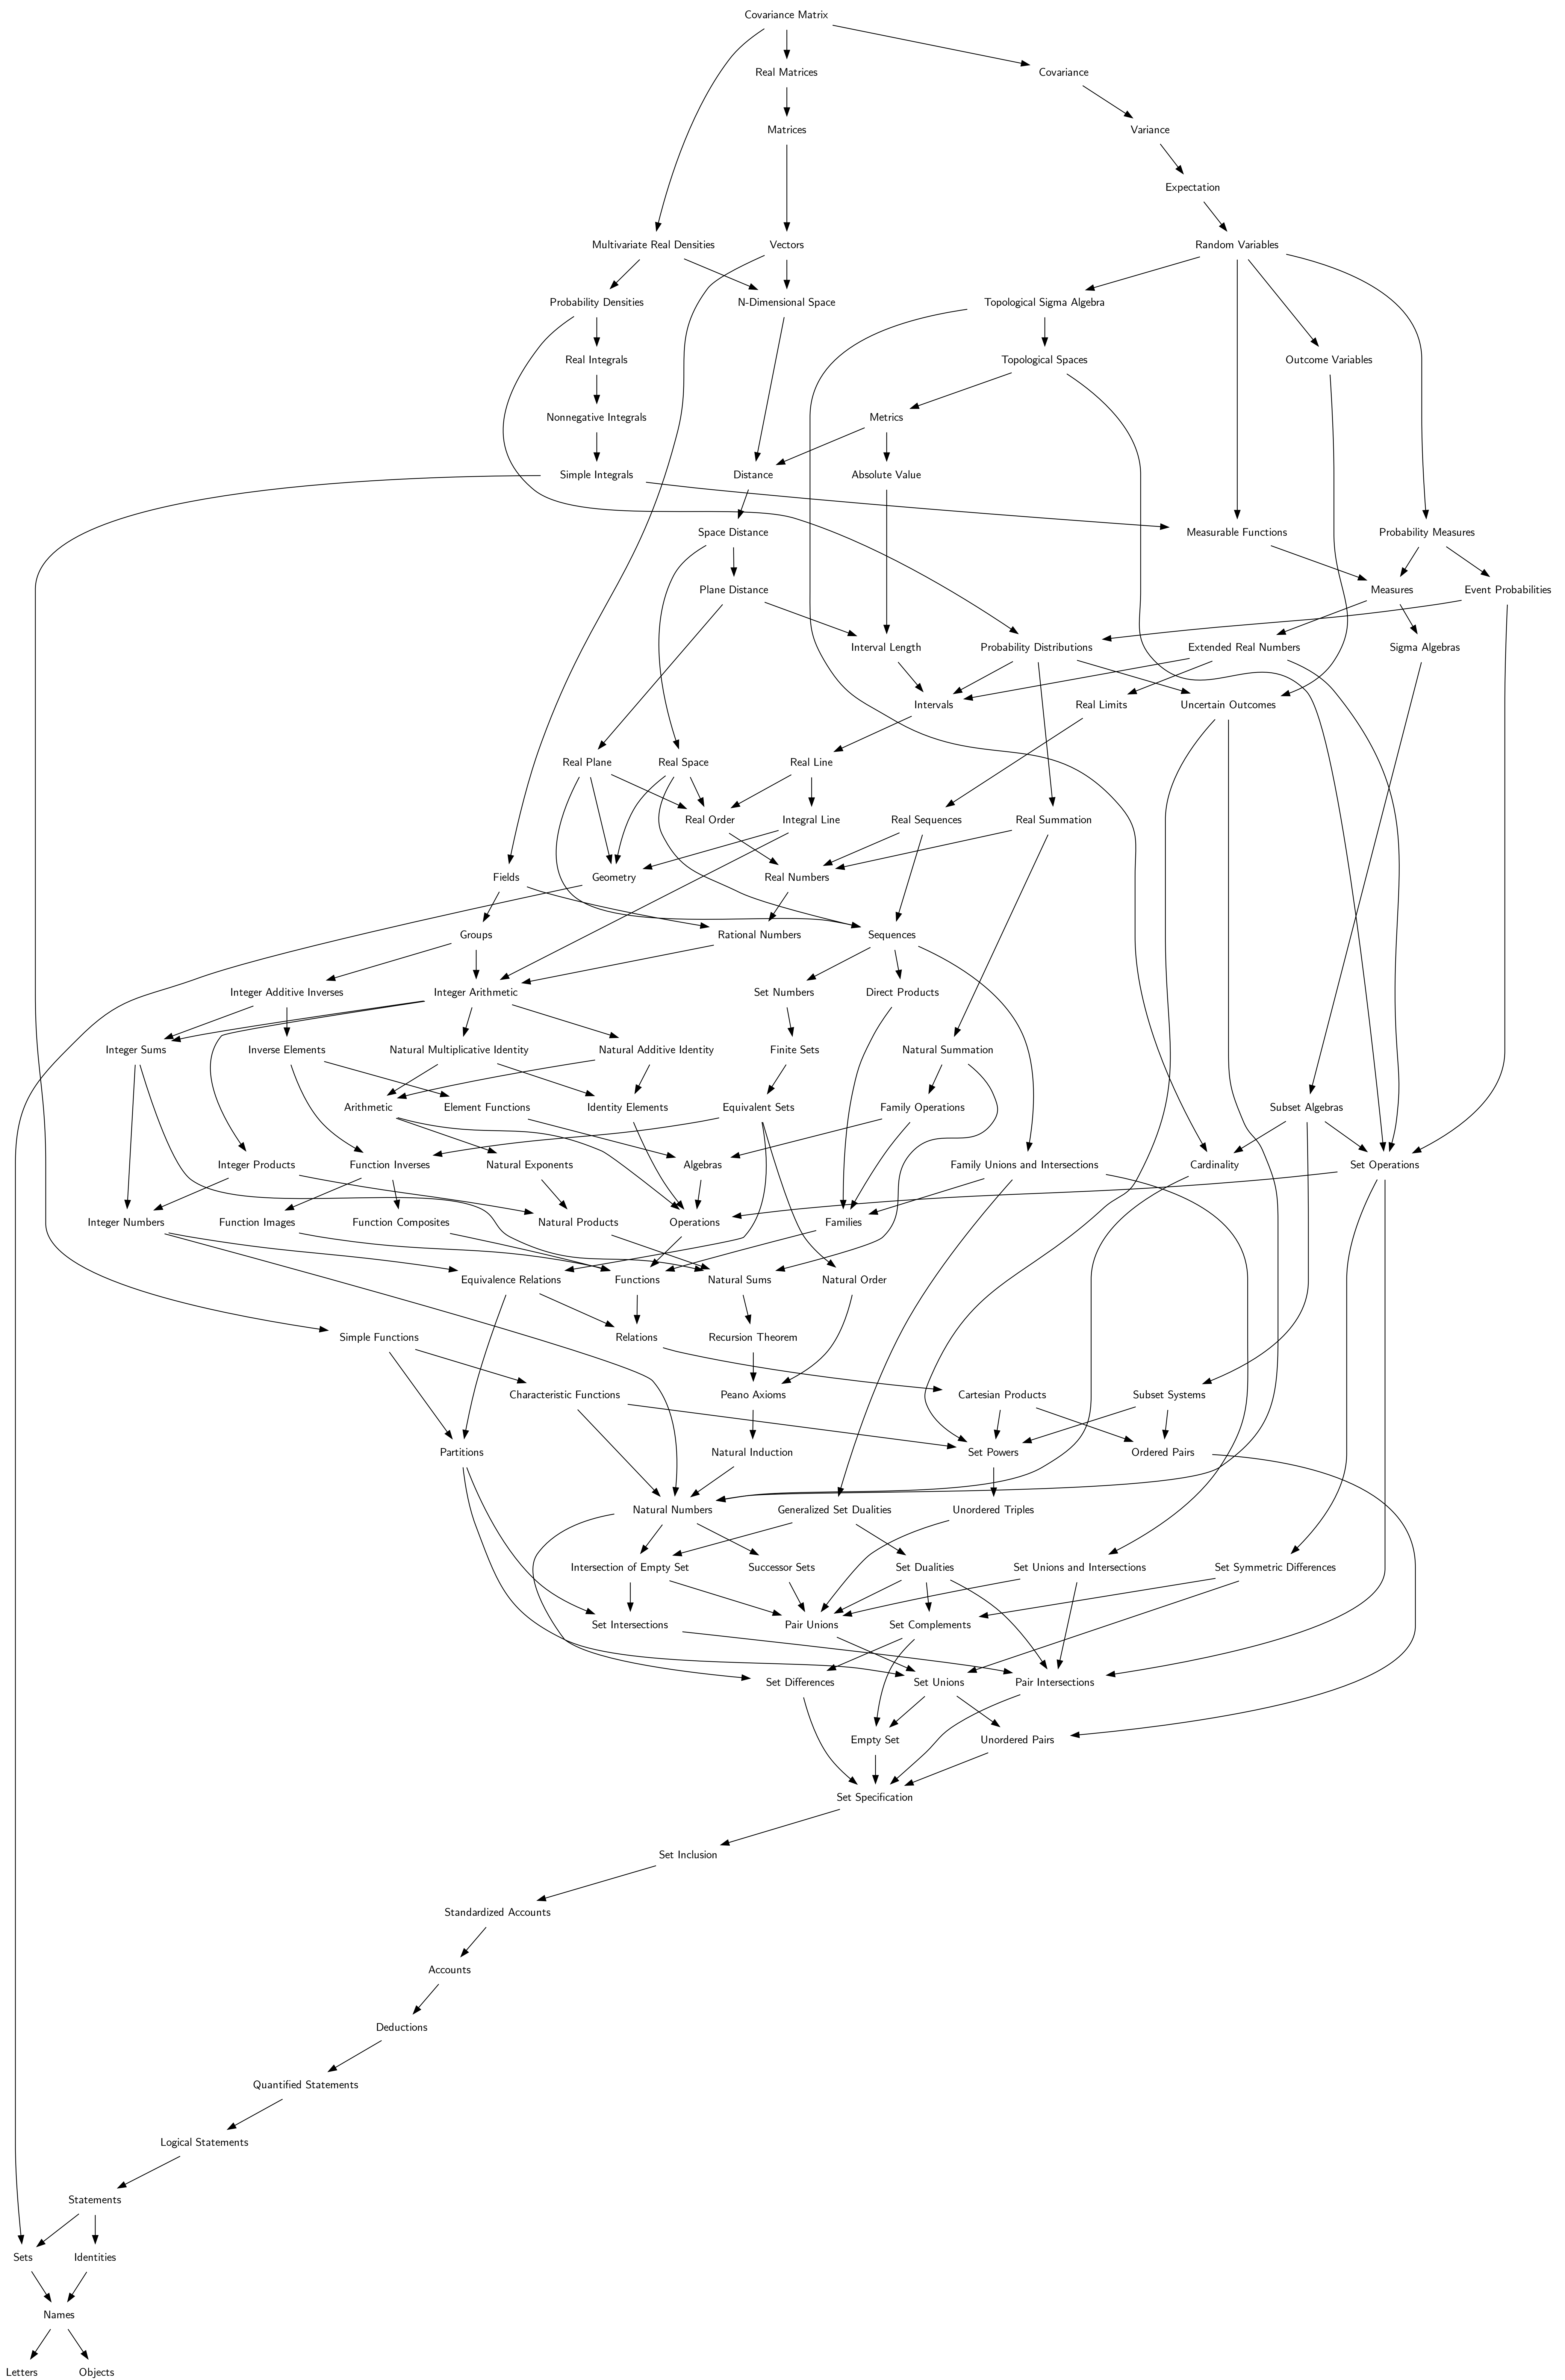 Covariance Matrix
Real Matrices
Covariance
Matrices
Variance
Expectation
Multivariate Real Densities
Vectors
Random Variables
Probability Densities
N-Dimensional Space
Topological Sigma Algebra
Real Integrals
Topological Spaces
Outcome Variables
Nonnegative Integrals
Metrics
Simple Integrals
Distance
Absolute Value
Space Distance
Measurable Functions
Probability Measures
Plane Distance
Measures
Event Probabilities
Interval Length
Probability Distributions
Extended Real Numbers
Sigma Algebras
Intervals
Real Limits
Uncertain Outcomes
Real Plane
Real Space
Real Line
Real Order
Integral Line
Real Sequences
Real Summation
Fields
Geometry
Real Numbers
Groups
Rational Numbers
Sequences
Integer Additive Inverses
Integer Arithmetic
Set Numbers
Direct Products
Integer Sums
Inverse Elements
Natural Multiplicative Identity
Natural Additive Identity
Finite Sets
Natural Summation
Arithmetic
Element Functions
Identity Elements
Equivalent Sets
Family Operations
Subset Algebras
Integer Products
Function Inverses
Natural Exponents
Algebras
Family Unions and Intersections
Cardinality
Set Operations
Integer Numbers
Function Images
Function Composites
Natural Products
Operations
Families
Equivalence Relations
Functions
Natural Sums
Natural Order
Simple Functions
Relations
Recursion Theorem
Characteristic Functions
Peano Axioms
Cartesian Products
Subset Systems
Partitions
Natural Induction
Set Powers
Ordered Pairs
Natural Numbers
Generalized Set Dualities
Unordered Triples
Intersection of Empty Set
Successor Sets
Set Dualities
Set Unions and Intersections
Set Symmetric Differences
Set Intersections
Pair Unions
Set Complements
Set Differences
Set Unions
Pair Intersections
Empty Set
Unordered Pairs
Set Specification
Set Inclusion
Standardized Accounts
Accounts
Deductions
Quantified Statements
Logical Statements
Statements
Sets
Identities
Names
Letters
Objects